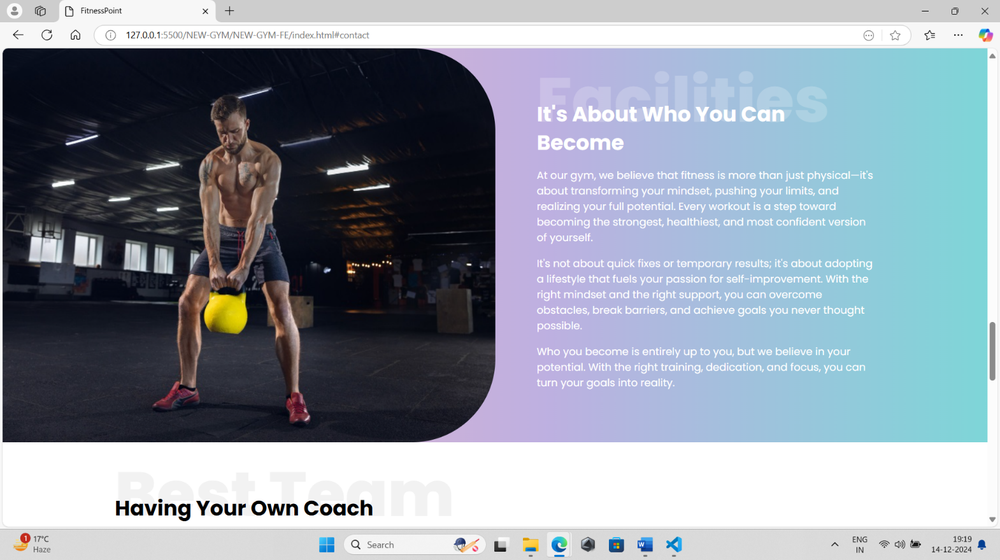 FitnessPoint
127.0.0.1:5500/NEW-GYM/NEW-GYM-FE/index.html#contact
Facilities
It's About Who You Can
Become
At our gym, we believe that fitness is more than just physical—it's
about transforming your mindset, pushing your limits, and
realizing your full potential. Every workout is a step toward
becoming the strongest, healthiest, and most confident version
of yourself.
It's not about quick fixes or temporary results; it's about adopting
a lifestyle that fuels your passion for self-improvement. With the
right mindset and the right support, you can overcome
obstacles, break barriers, and achieve goals you never thought
possible.
Who you become is entirely up to you, but we believe in your
potential. With the right training, dedication, and focus, you can
turn your goals into reality.
Best Team
Having Your Own Coach
1
17°C
Haze
Search
W
ENG
IN
19:19
14-12-2024